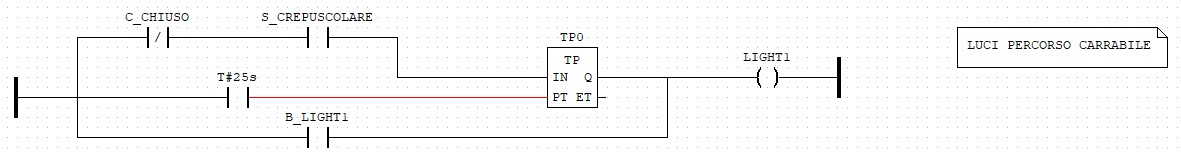 C_CHIUSO
S_CREPUSCOLARE
/
TP0
TP
IN Q
PT ET
T#25s
B_LIGHT1
LIGHT1
LUCI PERCORSO CARRABILE